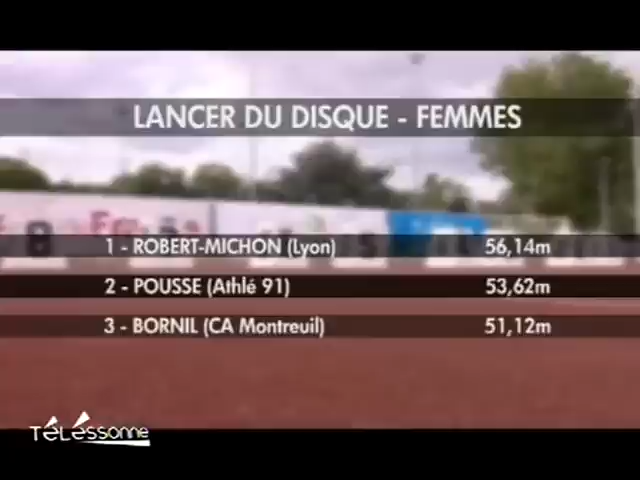 LANCER DU DISQUE - FEMMES
1 - ROBERT-MICHON (Lyon) 56,14m
2 - POUSSE (Athlé 91) 53,62m
3 - BORNIL (CA Montreuil) 51,12m
TéLéssonne